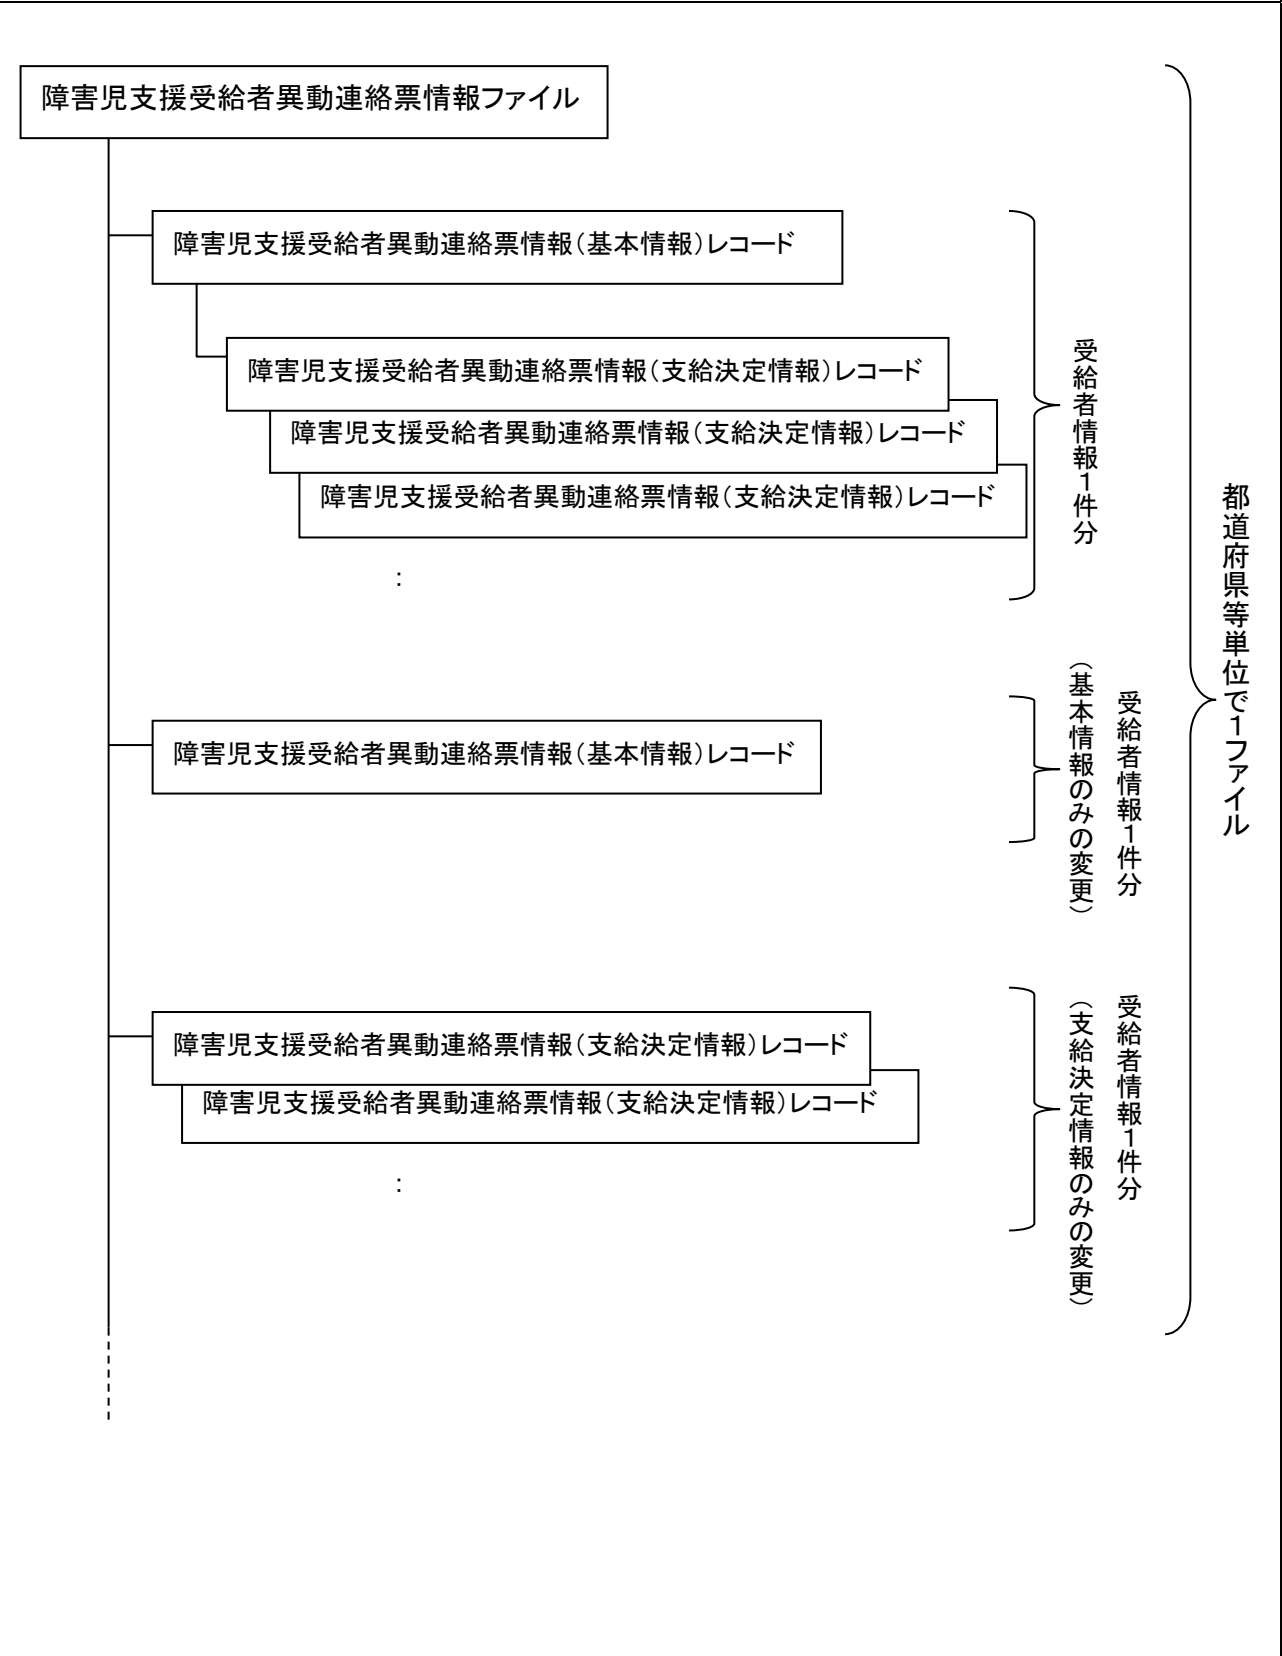 障害児支援受給者異動連絡票情報ファイル
障害児支援受給者異動連絡票情報（基本情報）レコード
障害児支援受給者異動連絡票情報（支給決定情報）レコード
障害児支援受給者異動連絡票情報（支給決定情報）レコード
障害児支援受給者異動連絡票情報（支給決定情報）レコード
：
受給者情報１件分
障害児支援受給者異動連絡票情報（基本情報）レコード
受給者情報１件分
（基本情報のみの変更）
障害児支援受給者異動連絡票情報（支給決定情報）レコード
障害児支援受給者異動連絡票情報（支給決定情報）レコード
：
受給者情報１件分
（支給決定情報のみの変更）
都道府県等単位で１ファイル